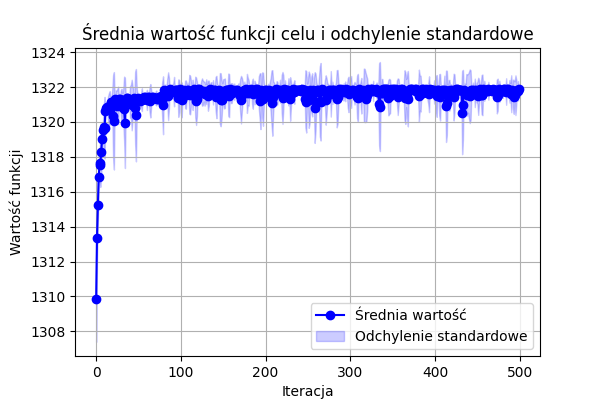 Średnia wartość funkcji celu i odchylenie standardowe
1324
1322
1320
1318
1316
1314
1312
1310
1308
Wartość funkcji
Średnia wartość
Odchylenie standardowe
0 100 200 300 400 500
Iteracja